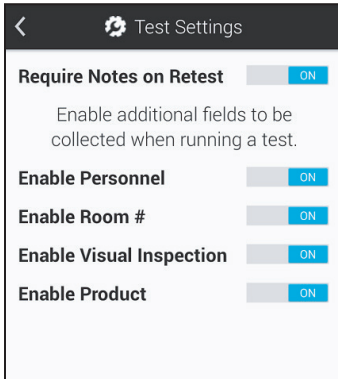 Test Settings
Require Notes on Retest ON
Enable additional fields to be
collected when running a test.
Enable Personnel ON
Enable Room # ON
Enable Visual Inspection ON
Enable Product ON